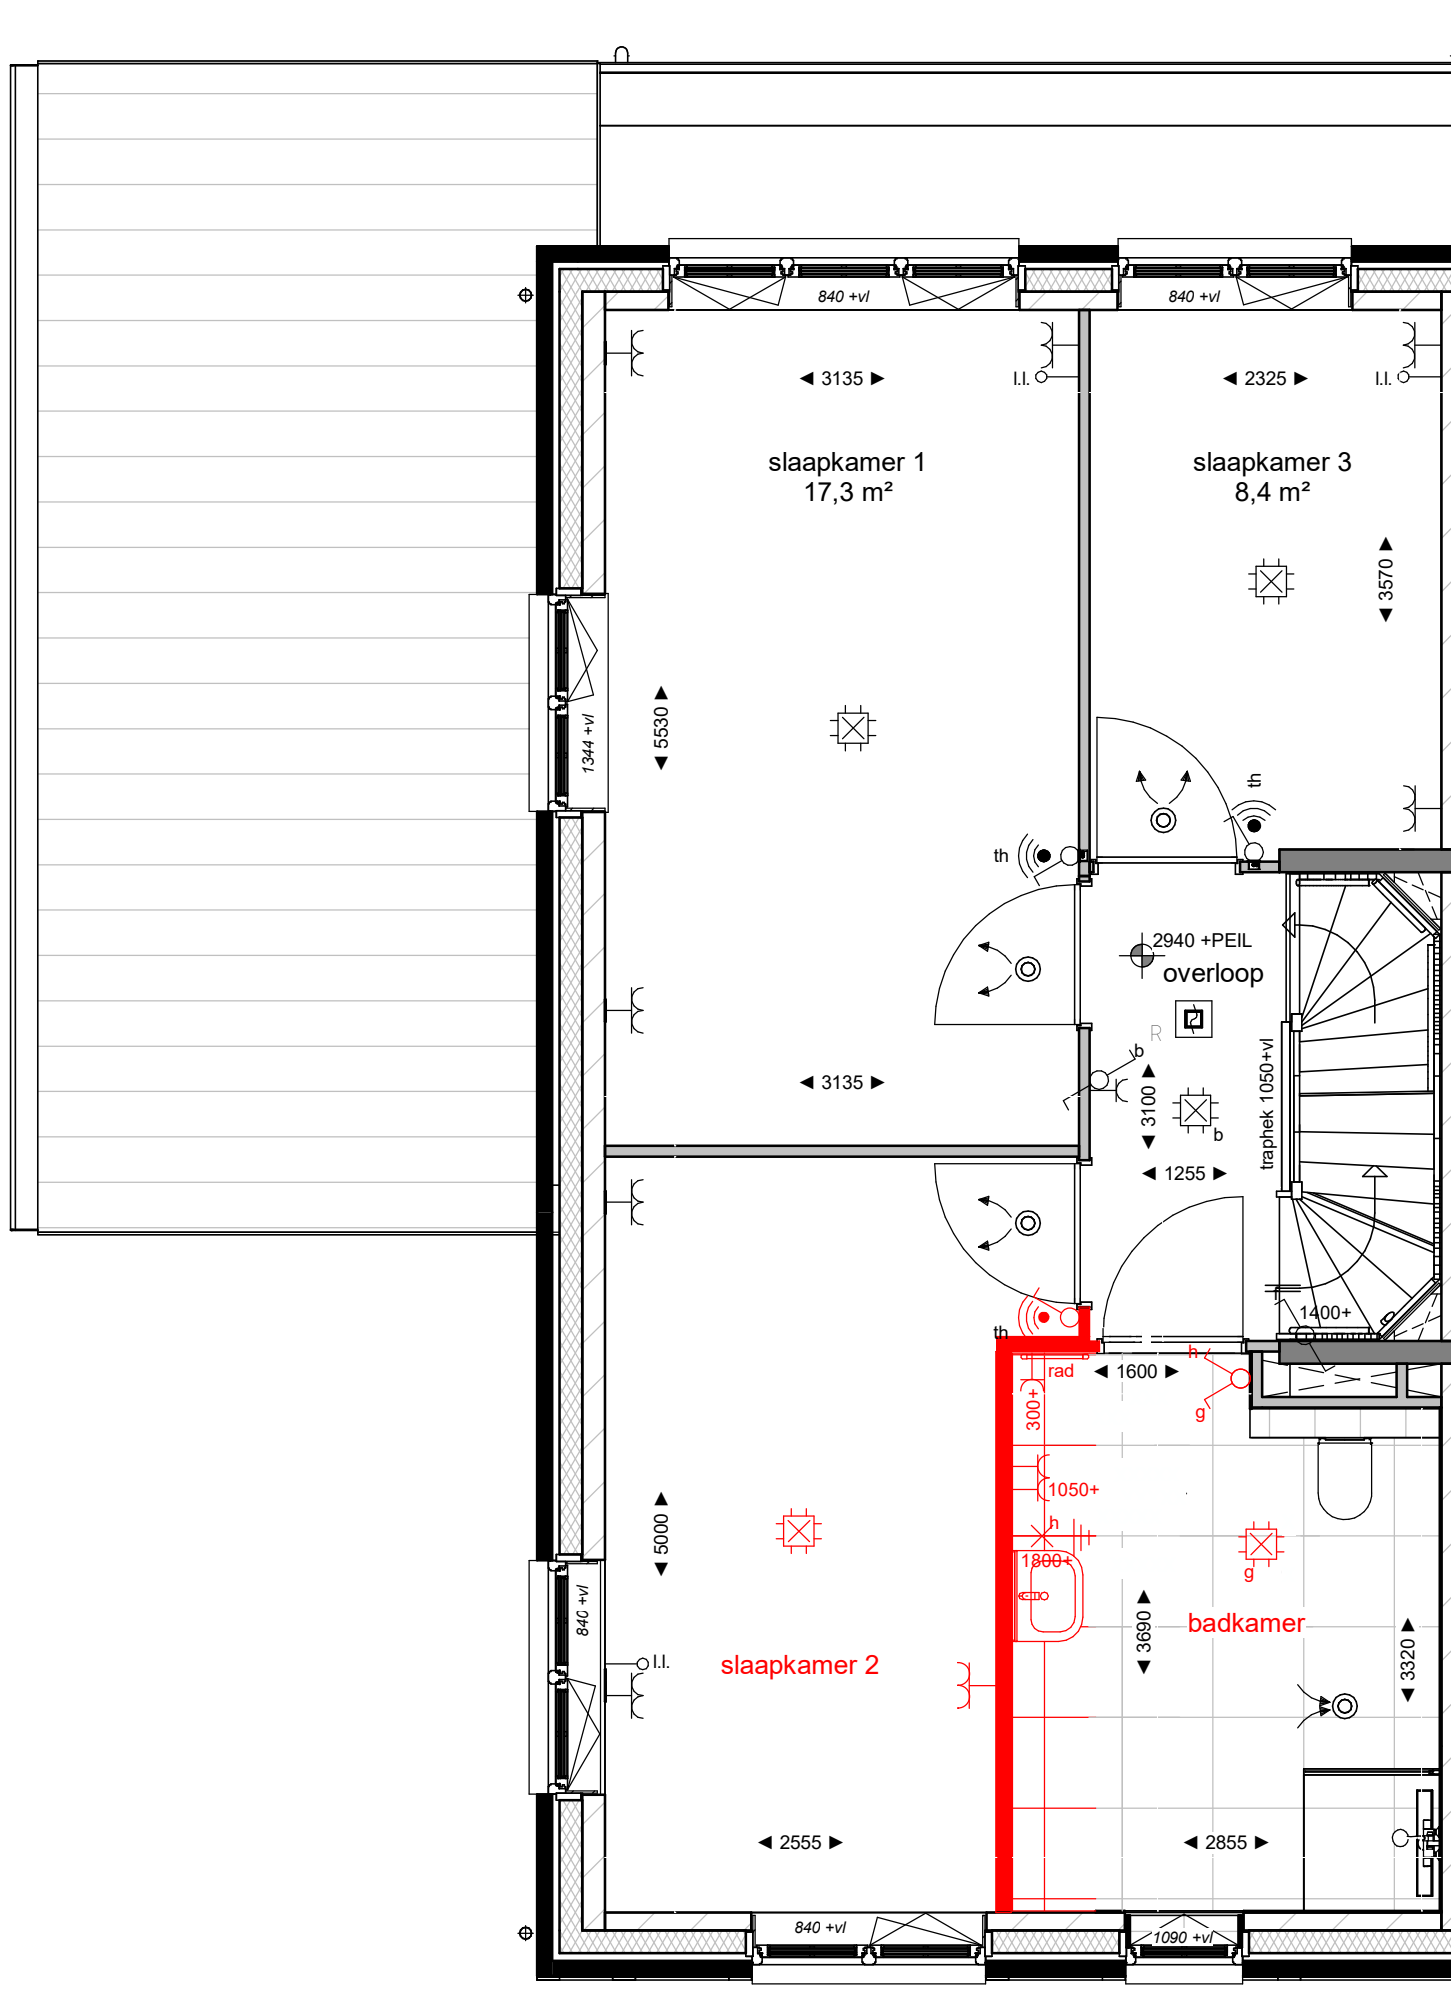 840 +vl
840 +vl
3135
l.l.
2325
l.l.
slaapkamer 1
17,3 m²
slaapkamer 3
8,4 m²
3570
5530
1344 +vl
th
th
2940 +PEIL
overloop
R
b
3100
traphek 1050+vl
b
3135
1255
1400+
th
h
rad
1600
300+
g
1050+
h
1800+
g
5000
840 +vl
3690
badkamer
3320
l.l.
slaapkamer 2
2555
2855
840 +vl
1090 +vl